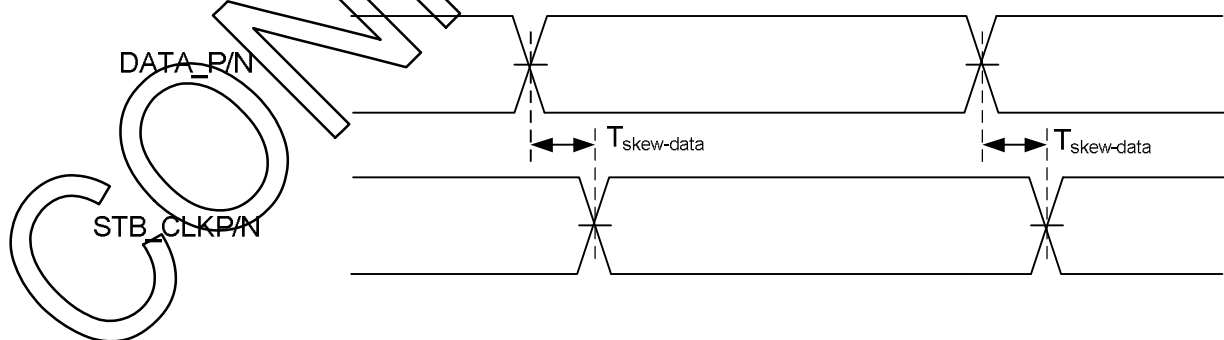 DATA_P/N
Tskew-data
Tskew-data
STB_CLKP/N
CON